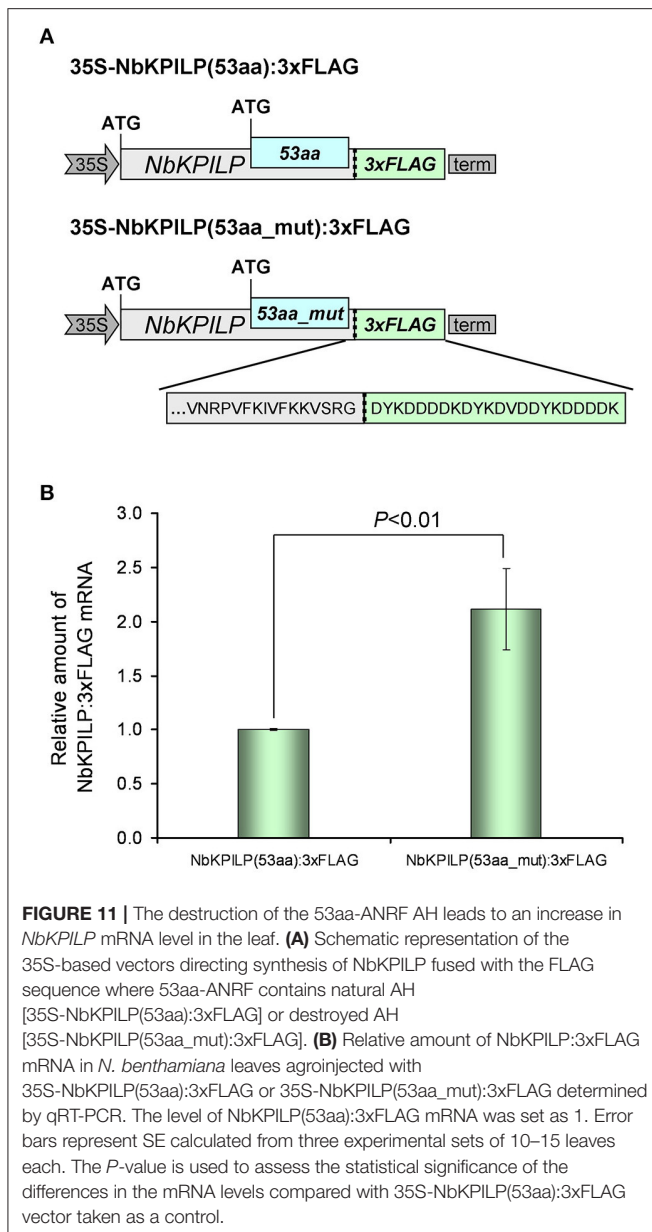 A
35S-NbKPILP(53aa):3xFLAG
ATG
ATG
35S
NbKPILP
53aa
3xFLAG
term
35S-NbKPILP(53aa_mut):3xFLAG
ATG
ATG
35S
NbKPILP
53aa_mut
3xFLAG
term
...VNRPVFKIVFKKVSRG DYKDDDDKDYKDVDDYKDDDDK
B
Relative amount of
NbKPILP:3xFLAG mRNA
3.0
2.5
2.0
1.5
1.0
0.5
0.0
P<0.01
NbKPILP(53aa):3xFLAG
NbKPILP(53aa_mut):3xFLAG
FIGURE 11 | The destruction of the 53aa-ANRF AH leads to an increase in
NbKPILP mRNA level in the leaf. (A) Schematic representation of the
35S-based vectors directing synthesis of NbKPILP fused with the FLAG
sequence where 53aa-ANRF contains natural AH
[35S-NbKPILP(53aa):3xFLAG] or destroyed AH
[35S-NbKPILP(53aa_mut):3xFLAG]. (B) Relative amount of NbKPILP:3xFLAG
mRNA in N. benthamiana leaves agroinjected with
35S-NbKPILP(53aa):3xFLAG or 35S-NbKPILP(53aa_mut):3xFLAG determined
by qRT-PCR. The level of NbKPILP(53aa):3xFLAG mRNA was set as 1. Error
bars represent SE calculated from three experimental sets of 10–15 leaves
each. The P-value is used to assess the statistical significance of the
differences in the mRNA levels compared with 35S-NbKPILP(53aa):3xFLAG
vector taken as a control.